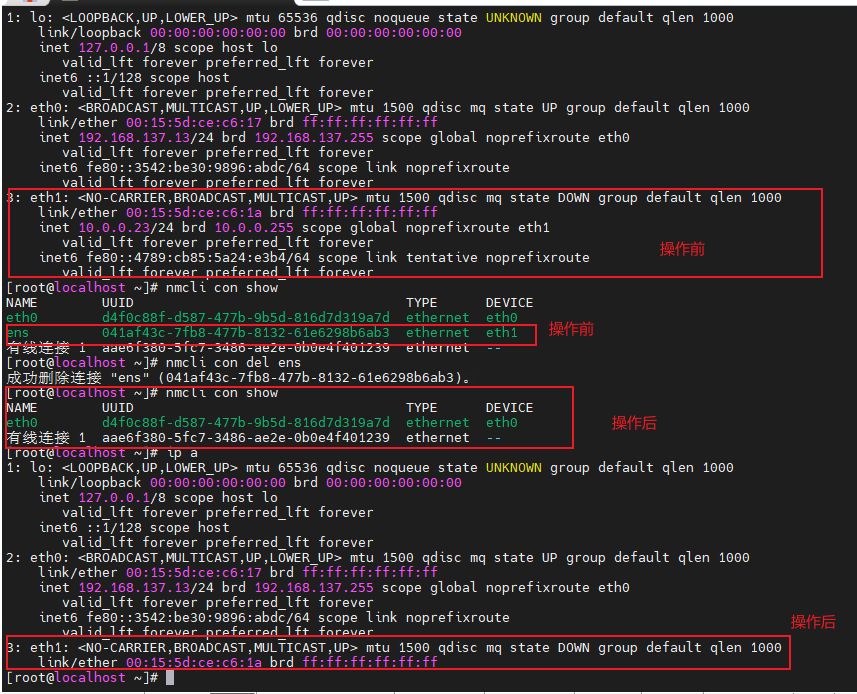 1: lo: <LOOPBACK,UP,LOWER_UP> mtu 65536 qdisc noqueue state UNKNOWN group default qlen 1000
link/loopback 00:00:00:00:00:00 brd 00:00:00:00:00:00
inet 127.0.0.1/8 scope host lo
valid_lft forever preferred_lft forever
inet6 ::1/128 scope host
valid_lft forever preferred_lft forever
2: eth0: <BROADCAST,MULTICAST,UP,LOWER_UP> mtu 1500 qdisc mq state UP group default qlen 1000
link/ether 00:15:5d:ce:c6:17 brd ff:ff:ff:ff:ff:ff
inet 192.168.137.13/24 brd 192.168.137.255 scope global noprefixroute eth0
valid_lft forever preferred_lft forever
inet6 fe80::3542:be30:9896:abdc/64 scope link noprefixroute
valid_lft forever preferred_lft forever
3: eth1: <NO-CARRIER,BROADCAST,MULTICAST,UP> mtu 1500 qdisc mq state DOWN group default qlen 1000
link/ether 00:15:5d:ce:c6:1a brd ff:ff:ff:ff:ff:ff
inet 10.0.0.23/24 brd 10.0.0.255 scope global noprefixroute eth1
valid_lft forever preferred_lft forever
操作前
inet6 fe80::4789:cb85:5a24:e3b4/64 scope link tentative noprefixroute
valid_lft forever preferred_lft forever
[root@localhost ~]# nmcli con show
NAME UUID TYPE DEVICE
eth0 d4f0c88f-d587-477b-9b5d-816d7d319a7d ethernet eth0
ens 041af43c-7fb8-477b-8132-61e6298b6ab3 ethernet eth1 操作前
有线连接 1 aae6f380-5fc7-3486-ae2e-0b0e4f401239 ethernet --
[root@localhost ~]# nmcli con del ens
成功删除连接 "ens" (041af43c-7fb8-477b-8132-61e6298b6ab3)。
[root@localhost ~]# nmcli con show
NAME UUID TYPE DEVICE
eth0 d4f0c88f-d587-477b-9b5d-816d7d319a7d ethernet eth0 操作后
有线连接 1 aae6f380-5fc7-3486-ae2e-0b0e4f401239 ethernet --
[root@localhost ~]# ip a
1: lo: <LOOPBACK,UP,LOWER_UP> mtu 65536 qdisc noqueue state UNKNOWN group default qlen 1000
link/loopback 00:00:00:00:00:00 brd 00:00:00:00:00:00
inet 127.0.0.1/8 scope host lo
valid_lft forever preferred_lft forever
inet6 ::1/128 scope host
valid_lft forever preferred_lft forever
2: eth0: <BROADCAST,MULTICAST,UP,LOWER_UP> mtu 1500 qdisc mq state UP group default qlen 1000
link/ether 00:15:5d:ce:c6:17 brd ff:ff:ff:ff:ff:ff
inet 192.168.137.13/24 brd 192.168.137.255 scope global noprefixroute eth0
valid_lft forever preferred_lft forever
inet6 fe80::3542:be30:9896:abdc/64 scope link noprefixroute
操作后
valid_lft forever preferred_lft forever
3: eth1: <NO-CARRIER,BROADCAST,MULTICAST,UP> mtu 1500 qdisc mq state DOWN group default qlen 1000
link/ether 00:15:5d:ce:c6:1a brd ff:ff:ff:ff:ff:ff
[root@localhost ~]#